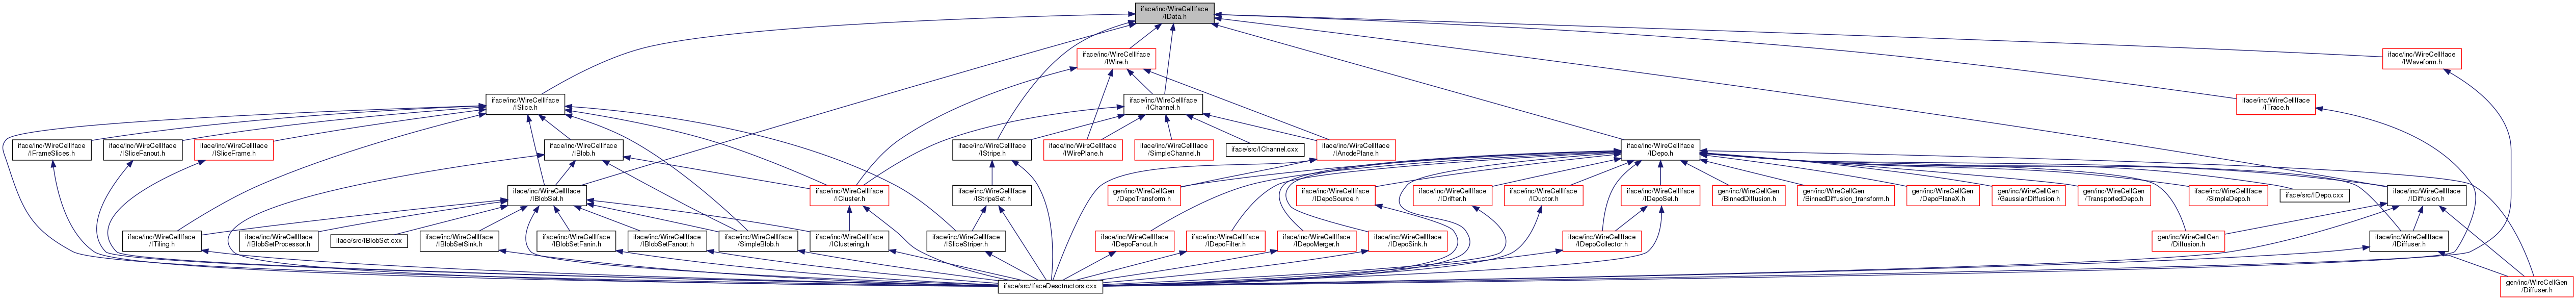 iface/inc/WireCellIface
/IData.h
iface/inc/WireCellIface
/IWire.h
iface/inc/WireCellIface
/IWaveform.h
iface/inc/WireCellIface
/ISlice.h
iface/inc/WireCellIface
/IChannel.h
iface/inc/WireCellIface
/ITrace.h
iface/inc/WireCellIface
/IFrameSlices.h
iface/inc/WireCellIface
/ISliceFanout.h
iface/inc/WireCellIface
/ISliceFrame.h
iface/inc/WireCellIface
/IBlob.h
iface/inc/WireCellIface
/IStripe.h
iface/inc/WireCellIface
/IWirePlane.h
iface/inc/WireCellIface
/SimpleChannel.h
iface/src/IChannel.cxx
iface/inc/WireCellIface
/IAnodePlane.h
iface/inc/WireCellIface
/IDepo.h
iface/inc/WireCellIface
/IBlobSet.h
iface/inc/WireCellIface
/ICluster.h
iface/inc/WireCellIface
/IStripeSet.h
gen/inc/WireCellGen
/DepoTransform.h
iface/inc/WireCellIface
/IDepoSource.h
iface/inc/WireCellIface
/IDrifter.h
iface/inc/WireCellIface
/IDuctor.h
iface/inc/WireCellIface
/IDepoSet.h
gen/inc/WireCellGen
/BinnedDiffusion.h
gen/inc/WireCellGen
/BinnedDiffusion_transform.h
gen/inc/WireCellGen
/DepoPlaneX.h
gen/inc/WireCellGen
/GaussianDiffusion.h
gen/inc/WireCellGen
/TransportedDepo.h
iface/inc/WireCellIface
/SimpleDepo.h
iface/src/IDepo.cxx
iface/inc/WireCellIface
/IDiffusion.h
iface/inc/WireCellIface
/ITiling.h
iface/inc/WireCellIface
/IBlobSetProcessor.h
iface/src/IBlobSet.cxx
iface/inc/WireCellIface
/IBlobSetSink.h
iface/inc/WireCellIface
/IBlobSetFanin.h
iface/inc/WireCellIface
/IBlobSetFanout.h
iface/inc/WireCellIface
/SimpleBlob.h
iface/inc/WireCellIface
/IClustering.h
iface/inc/WireCellIface
/ISliceStriper.h
iface/inc/WireCellIface
/IDepoFanout.h
iface/inc/WireCellIface
/IDepoFilter.h
iface/inc/WireCellIface
/IDepoMerger.h
iface/inc/WireCellIface
/IDepoSink.h
iface/inc/WireCellIface
/IDepoCollector.h
gen/inc/WireCellGen
/Diffusion.h
iface/inc/WireCellIface
/IDiffuser.h
iface/src/IfaceDesctructors.cxx
gen/inc/WireCellGen
/Diffuser.h